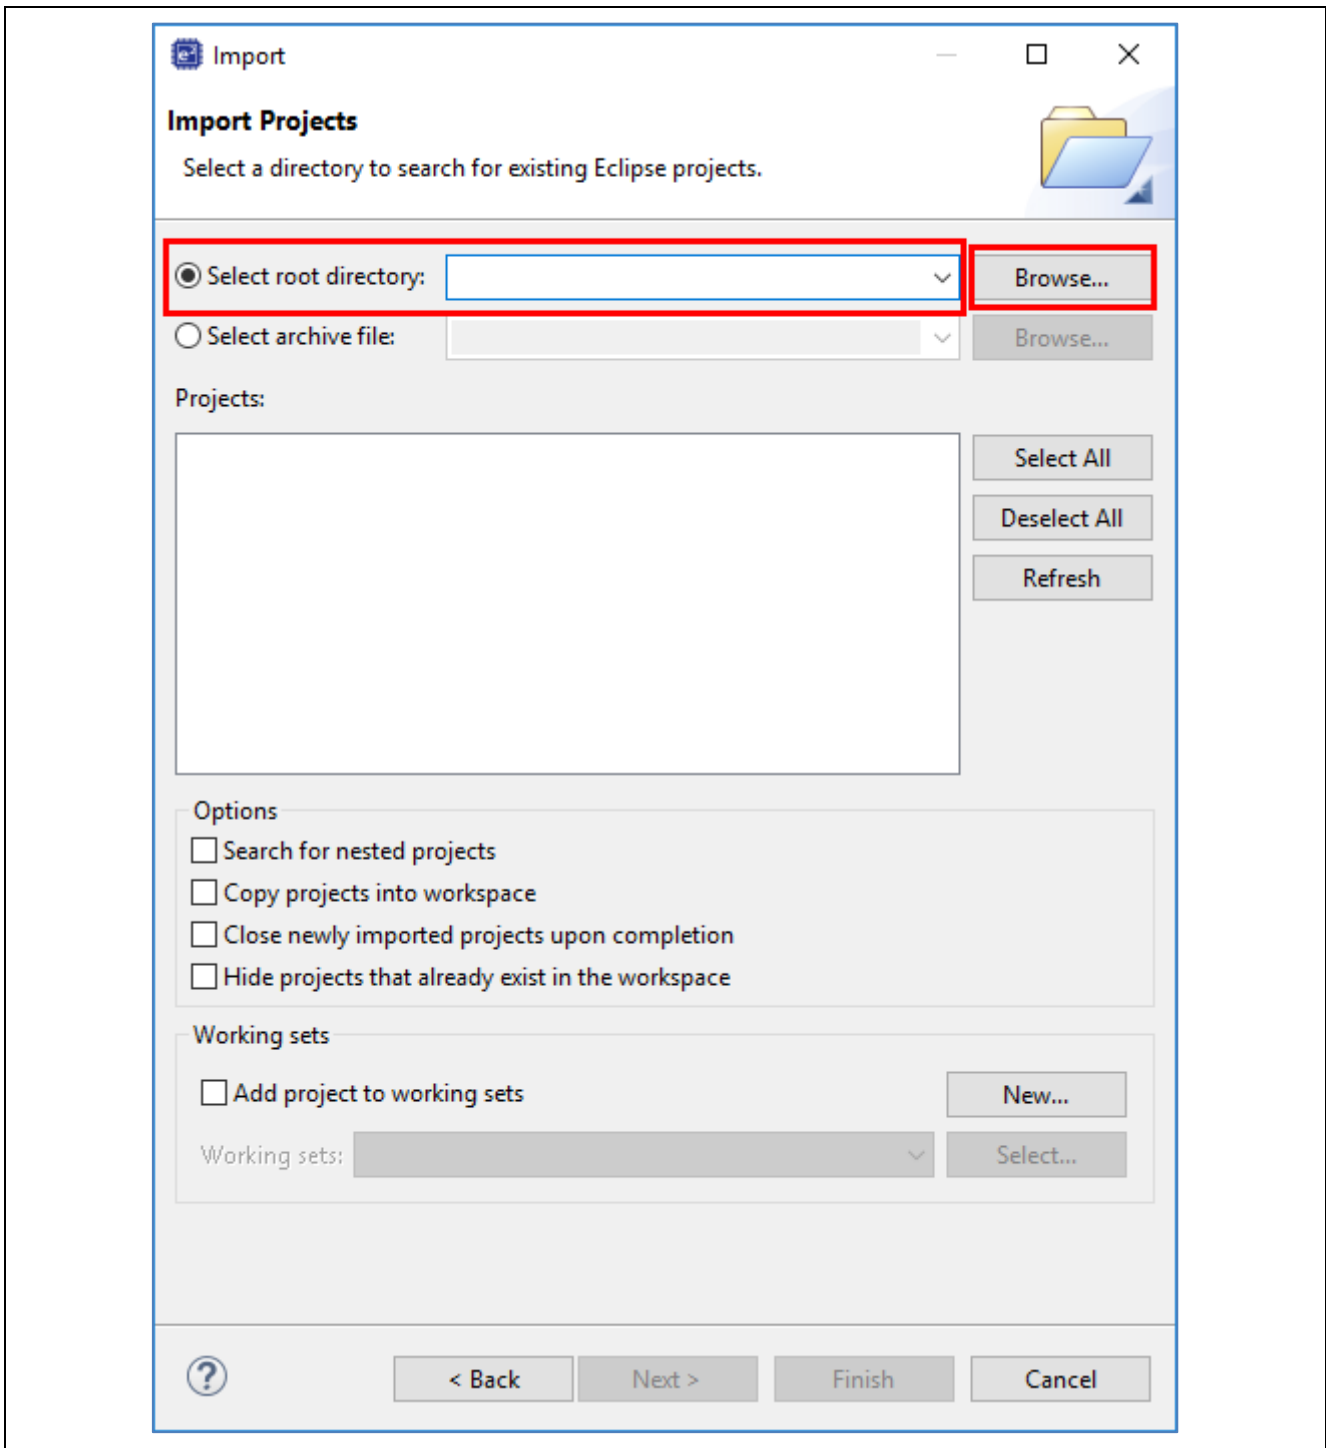 e² Import
Import Projects
Select a directory to search for existing Eclipse projects.
Select root directory: Browse...
Select archive file: Browse...
Projects:
Select All
Deselect All
Refresh
Options
Search for nested projects
Copy projects into workspace
Close newly imported projects upon completion
Hide projects that already exist in the workspace
Working sets
Add project to working sets New...
Working sets: Select...
? < Back Next > Finish Cancel